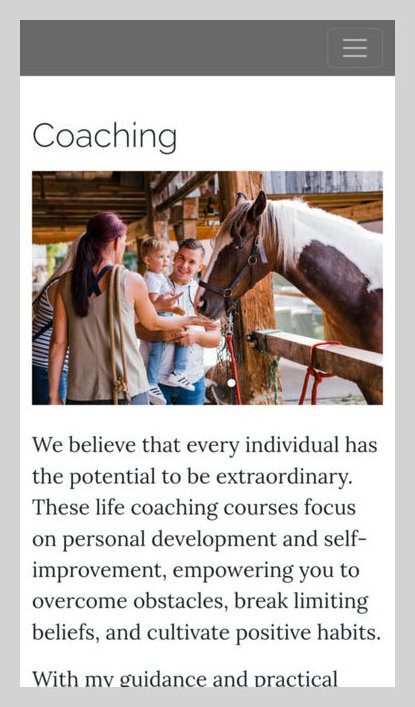 Coaching
We believe that every individual has
the potential to be extraordinary.
These life coaching courses focus
on personal development and self-
improvement, empowering you to
overcome obstacles, break limiting
beliefs, and cultivate positive habits.
With my guidance and practical